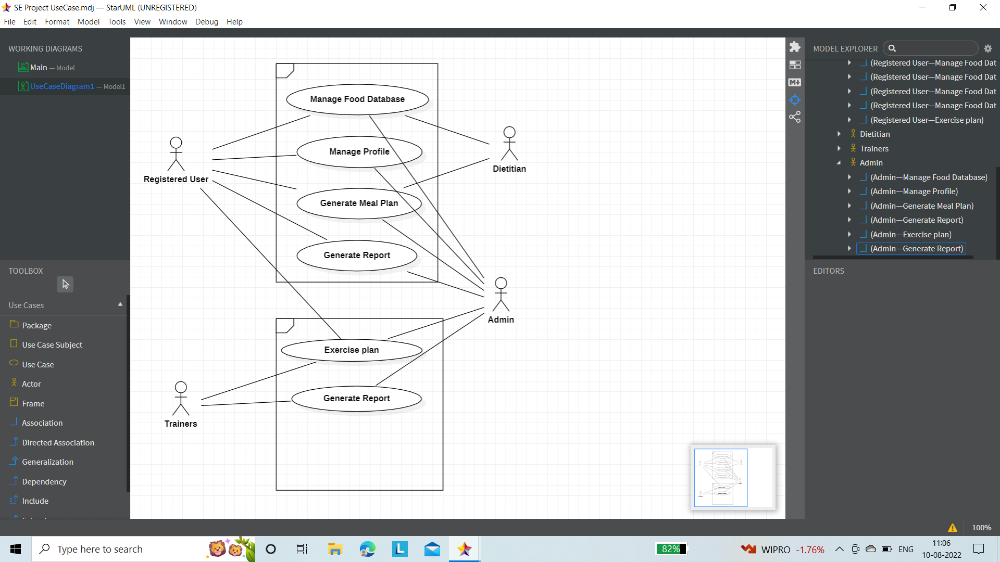 SE Project UseCase.mdj — StarUML (UNREGISTERED)
File Edit Format Model Tools View Window Debug Help
WORKING DIAGRAMS
Main — Model
UseCaseDiagram1 — Model1
TOOLBOX
Use Cases
Package
Use Case Subject
Use Case
Actor
Frame
Association
Directed Association
Generalization
Dependency
Include
Manage Food Database
Manage Profile
Generate Meal Plan
Generate Report
Registered User
Dietitian
Admin
Exercise plan
Generate Report
Trainers
MODEL EXPLORER
(Registered User—Manage Food Dat
(Registered User—Manage Food Dat
(Registered User—Manage Food Dat
(Registered User—Manage Food Dat
(Registered User—Exercise plan)
Dietitian
Trainers
Admin
(Admin—Manage Food Database)
(Admin—Manage Profile)
(Admin—Generate Meal Plan)
(Admin—Generate Report)
(Admin—Exercise plan)
(Admin—Generate Report)
EDITORS
100%
Type here to search
L
82%
WIPRO -1.76%
ENG
11:06
10-08-2022